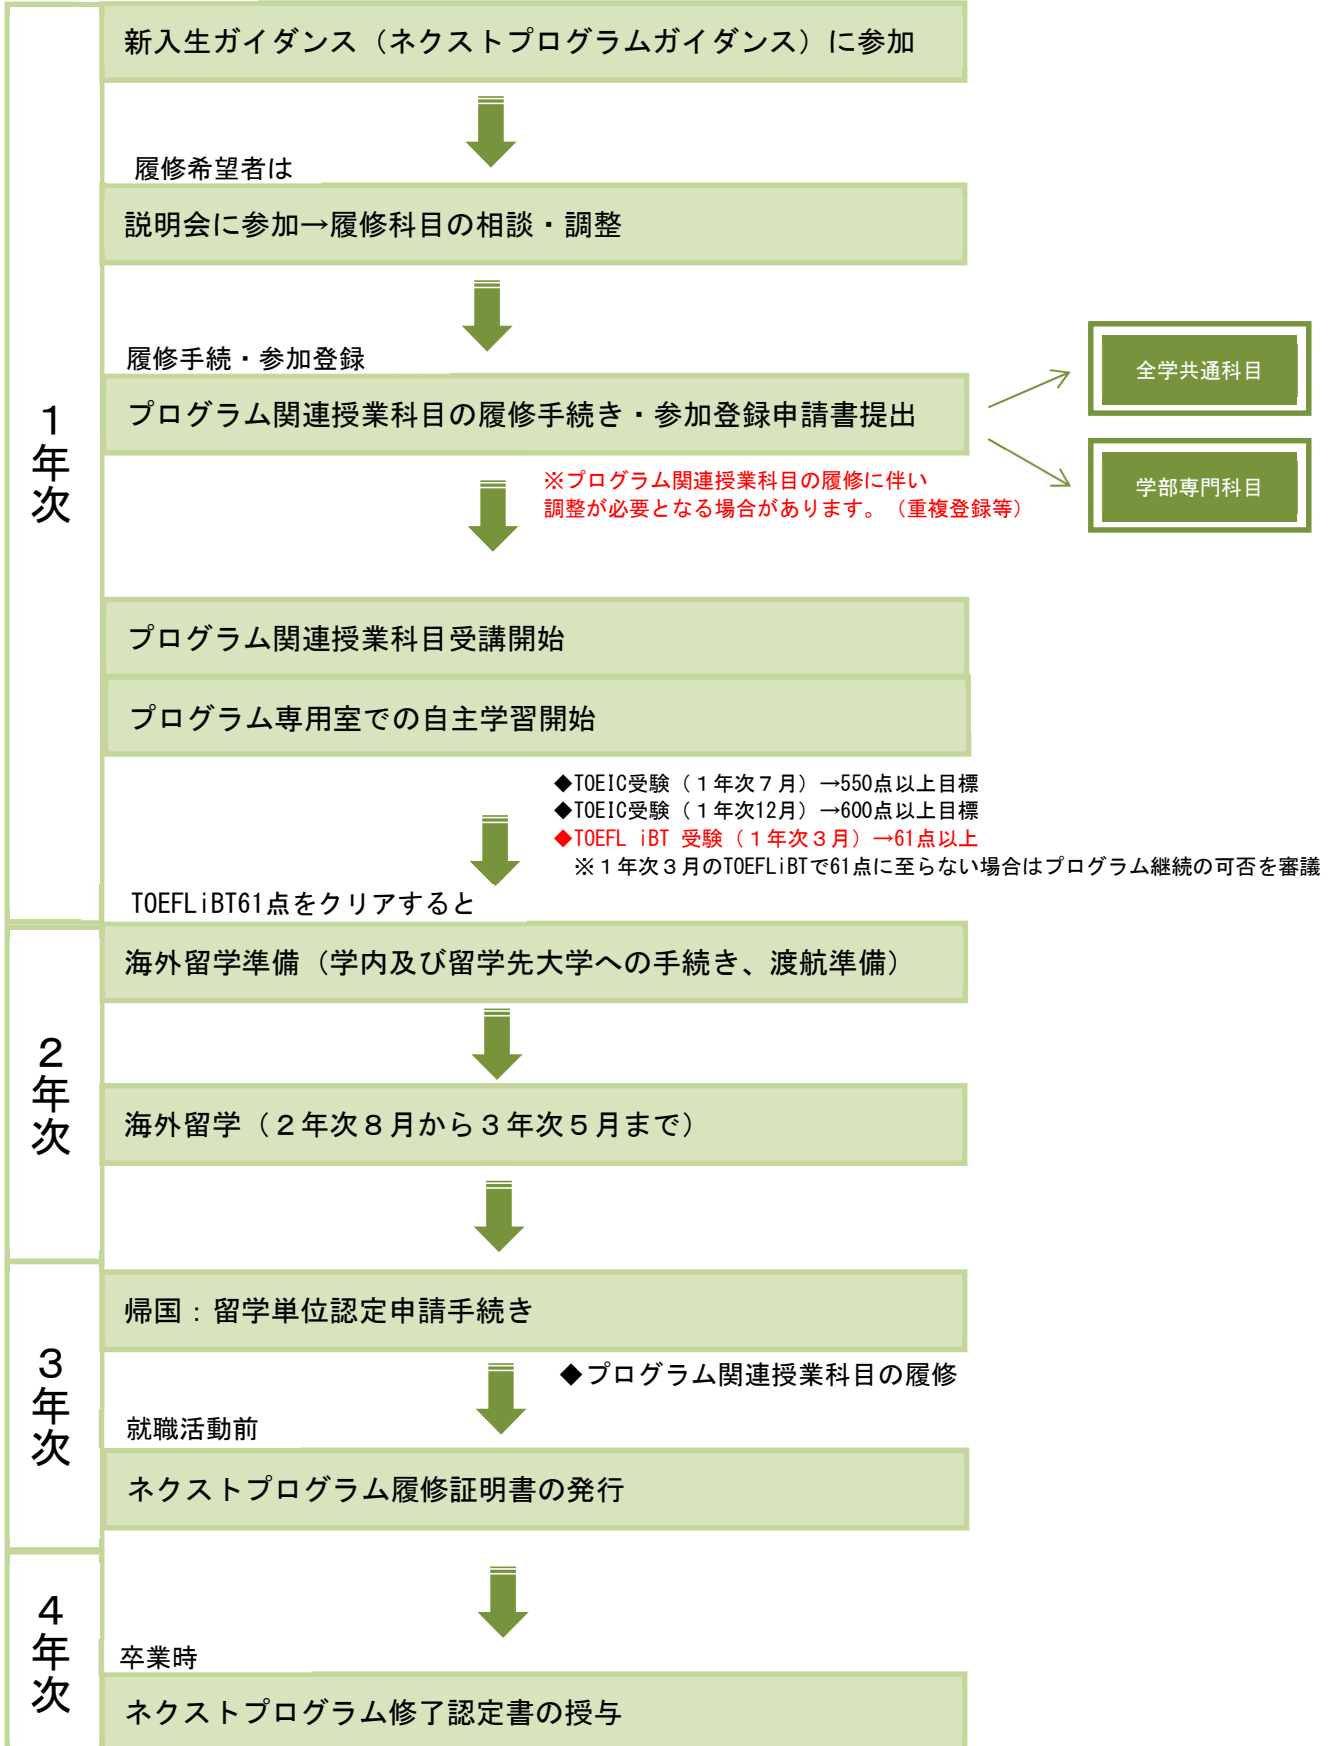 新入生ガイダンス（ネクストプログラムガイダンス）に参加
履修希望者は
説明会に参加→履修科目の相談・調整
履修手続・参加登録
プログラム関連授業科目の履修手続き・参加登録申請書提出
全学共通科目
学部専門科目
※プログラム関連授業科目の履修に伴い
調整が必要となる場合があります。（重複登録等）
1年次
プログラム関連授業科目受講開始
プログラム専用室での自主学習開始
◆TOEIC受験（１年次７月）→550点以上目標
◆TOEIC受験（１年次12月）→600点以上目標
◆TOEFL iBT 受験（１年次３月）→61点以上
※１年次３月のTOEFLiBTで61点に至らない場合はプログラム継続の可否を審議
TOEFLiBT61点をクリアすると
海外留学準備（学内及び留学先大学への手続き、渡航準備）
2年次
海外留学（２年次８月から３年次５月まで）
帰国：留学単位認定申請手続き
3年次
◆プログラム関連授業科目の履修
就職活動前
ネクストプログラム履修証明書の発行
4年次
卒業時
ネクストプログラム修了認定書の授与